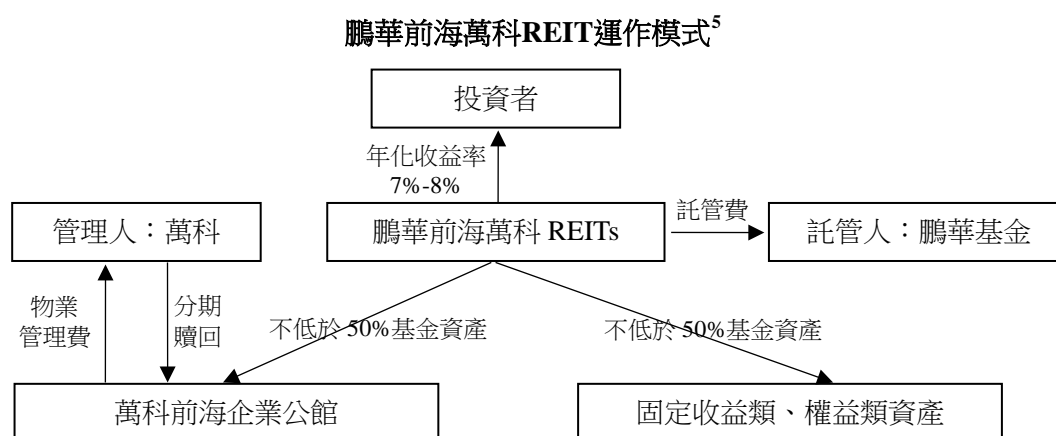 鵬華前海萬科REIT運作模式5
投資者
年化收益率
7%-8%
管理人：萬科
鵬華前海萬科 REITs
託管費
託管人：鵬華基金
物業
管理費
分期
贖回
不低於 50%基金資產
不低於 50%基金資產
萬科前海企業公館
固定收益類、權益類資產